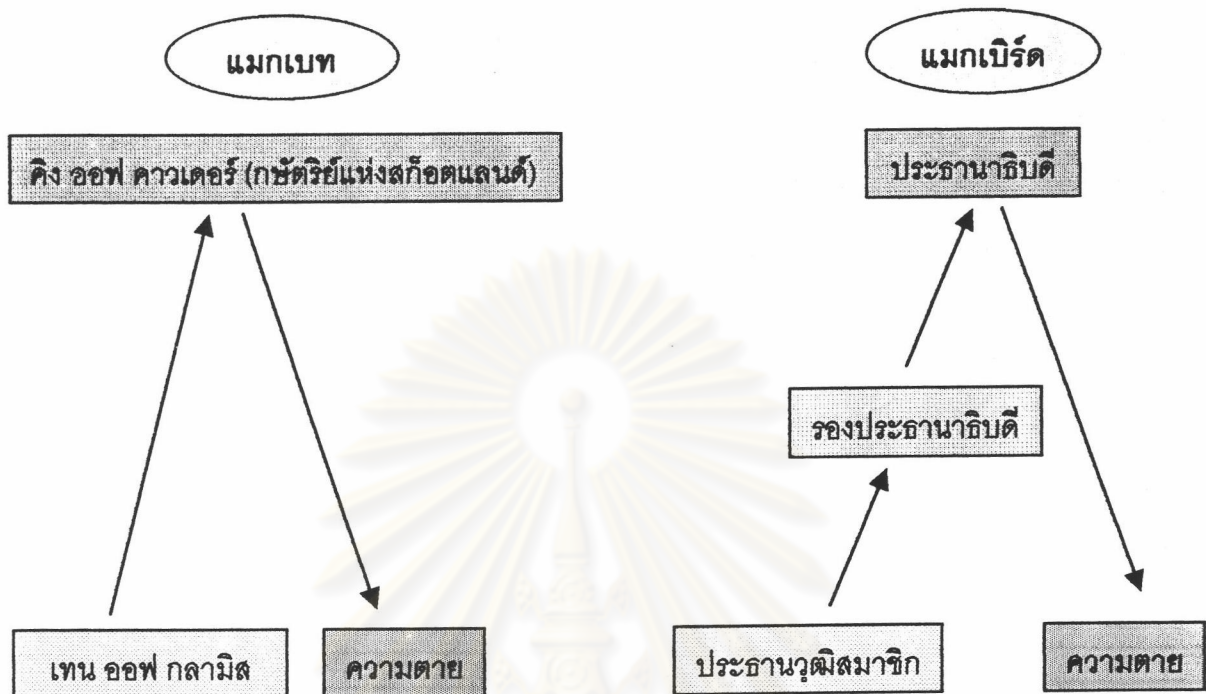 แมกเบท
แมกเบิร์ด
คิง ออฟ คาวเดอร์ (กษัตริย์แห่งสก็อตแลนด์)
ประธานาธิบดี
รองประธานาธิบดี
เทน ออฟ กลามิส
ความตาย
ประธานวุฒิสมาชิก
ความตาย